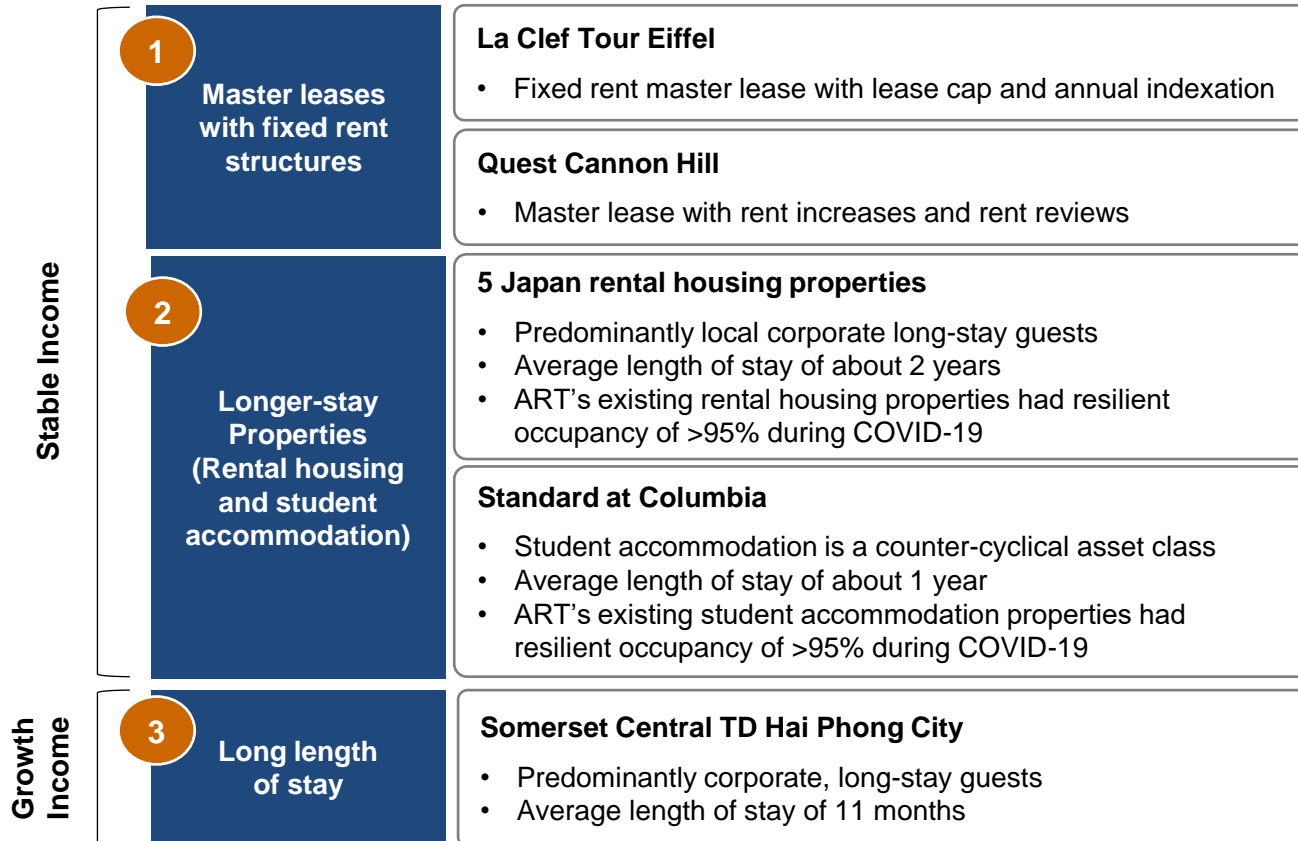 Stable Income
1
Master leases
with fixed rent
structures
La Clef Tour Eiffel
• Fixed rent master lease with lease cap and annual indexation
Quest Cannon Hill
• Master lease with rent increases and rent reviews
2
Longer-stay
Properties
(Rental housing
and student
accommodation)
5 Japan rental housing properties
• Predominantly local corporate long-stay guests
• Average length of stay of about 2 years
• ART’s existing rental housing properties had resilient
occupancy of >95% during COVID-19
Standard at Columbia
• Student accommodation is a counter-cyclical asset class
• Average length of stay of about 1 year
• ART’s existing student accommodation properties had
resilient occupancy of >95% during COVID-19
Growth
Income
3
Long length
of stay
Somerset Central TD Hai Phong City
• Predominantly corporate, long-stay guests
• Average length of stay of 11 months